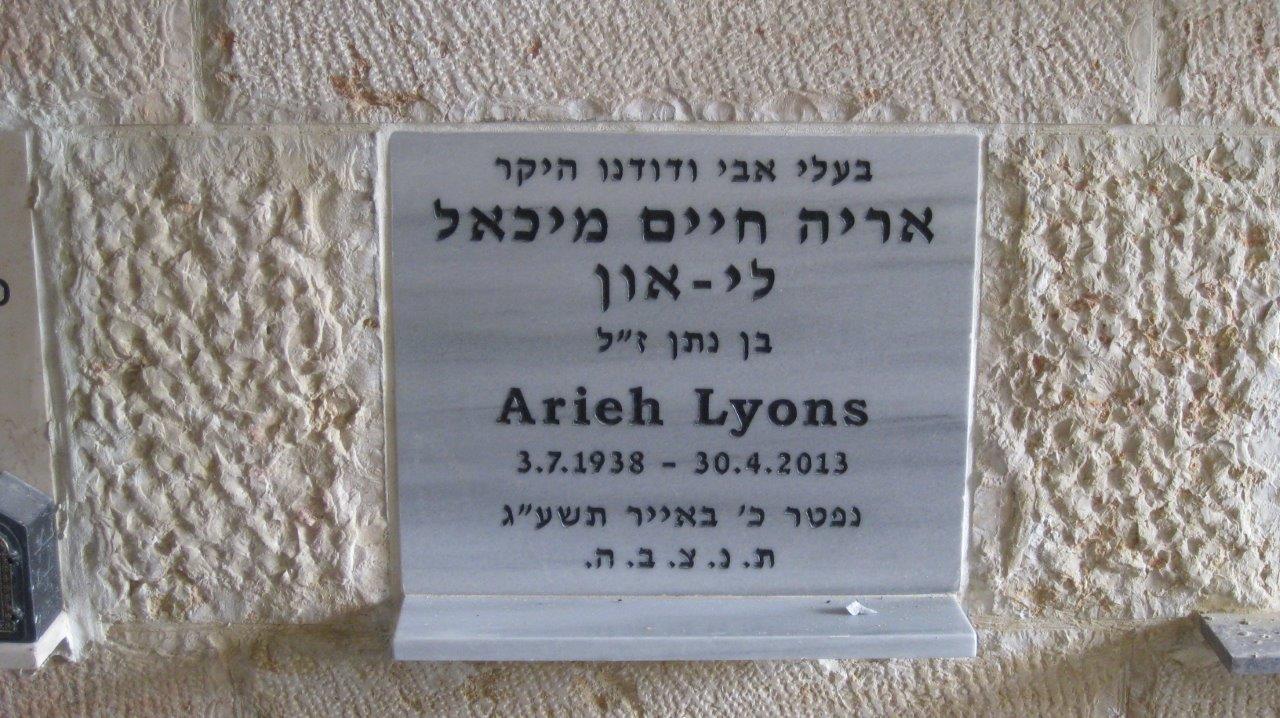 בעלי אבי ודודנו היקר
אריה חיים מיכאל
לי-און
בן נתן ז״ל
Arieh Lyons
3.7.1938 – 30.4.2013
נפטר כ׳ באייר תשע״ג
ת. נ. צ. ב. ה.